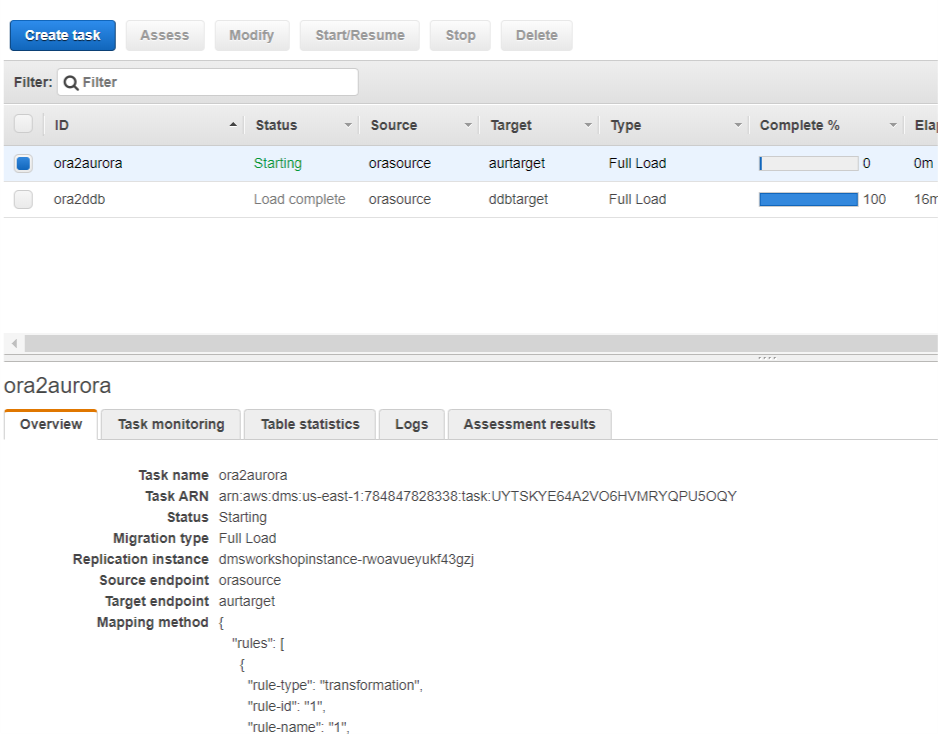 Create task Assess Modify Start/Resume Stop Delete
Filter: Filter
ID Status Source Target Type Complete % Elap
ora2aurora Starting orasource aurtarget Full Load 0 0m
ora2ddb Load complete orasource ddbtarget Full Load 100 16m
ora2aurora
Overview Task monitoring Table statistics Logs Assessment results
Task name ora2aurora
Task ARN arn:aws:dms:us-east-1:784847828338:task:UYTSKYE64A2VO6HVMRYQPU5OQY
Status Starting
Migration type Full Load
Replication instance dmsworkshopinstance-rwoavueyukf43gzj
Source endpoint orasource
Target endpoint aurtarget
Mapping method {
"rules": [
{
"rule-type": "transformation",
"rule-id": "1",
"rule-name": "1",